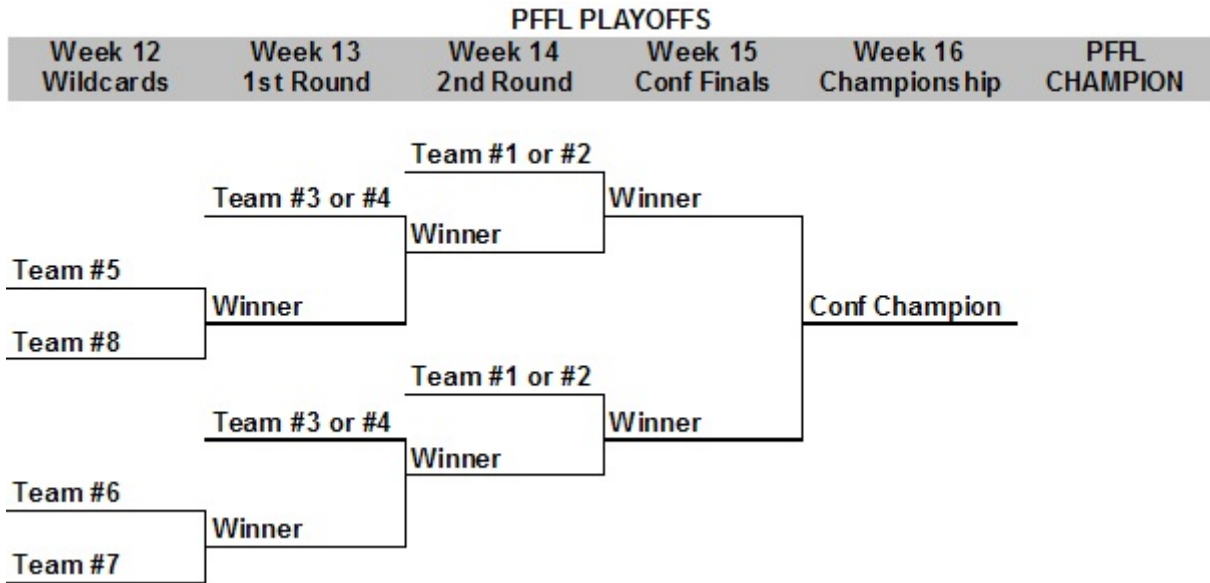 PFFL PLAYOFFS
Week 12 Week 13 Week 14 Week 15 Week 16 PFFL
Wildcards 1st Round 2nd Round Conf Finals Championship CHAMPION
Team #1 or #2
Team #3 or #4 Winner
Winner
Team #5
Winner Conf Champion
Team #8
Team #1 or #2
Team #3 or #4 Winner
Winner
Team #6
Winner
Team #7